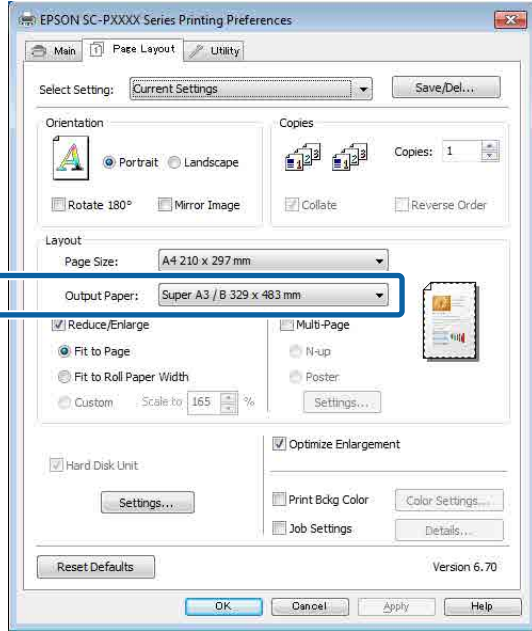 EPSON SC-PXXXX Series Printing Preferences
Main Page Layout Utility
Select Setting: Current Settings Save/Del...
Orientation Copies
Portrait Landscape Copies: 1
Rotate 180° Mirror Image Collate Reverse Order
Layout
Page Size: A4 210 x 297 mm
Output Paper: Super A3 / B 329 x 483 mm
Reduce/Enlarge Multi-Page
Fit to Page N-up
Fit to Roll Paper Width Poster
Custom Scale to 165 % Settings...
Optimize Enlargement
Hard Disk Unit
Settings... Print Bckg Color Color Settings...
Job Settings Details...
Reset Defaults Version 6.70
OK Cancel Apply Help